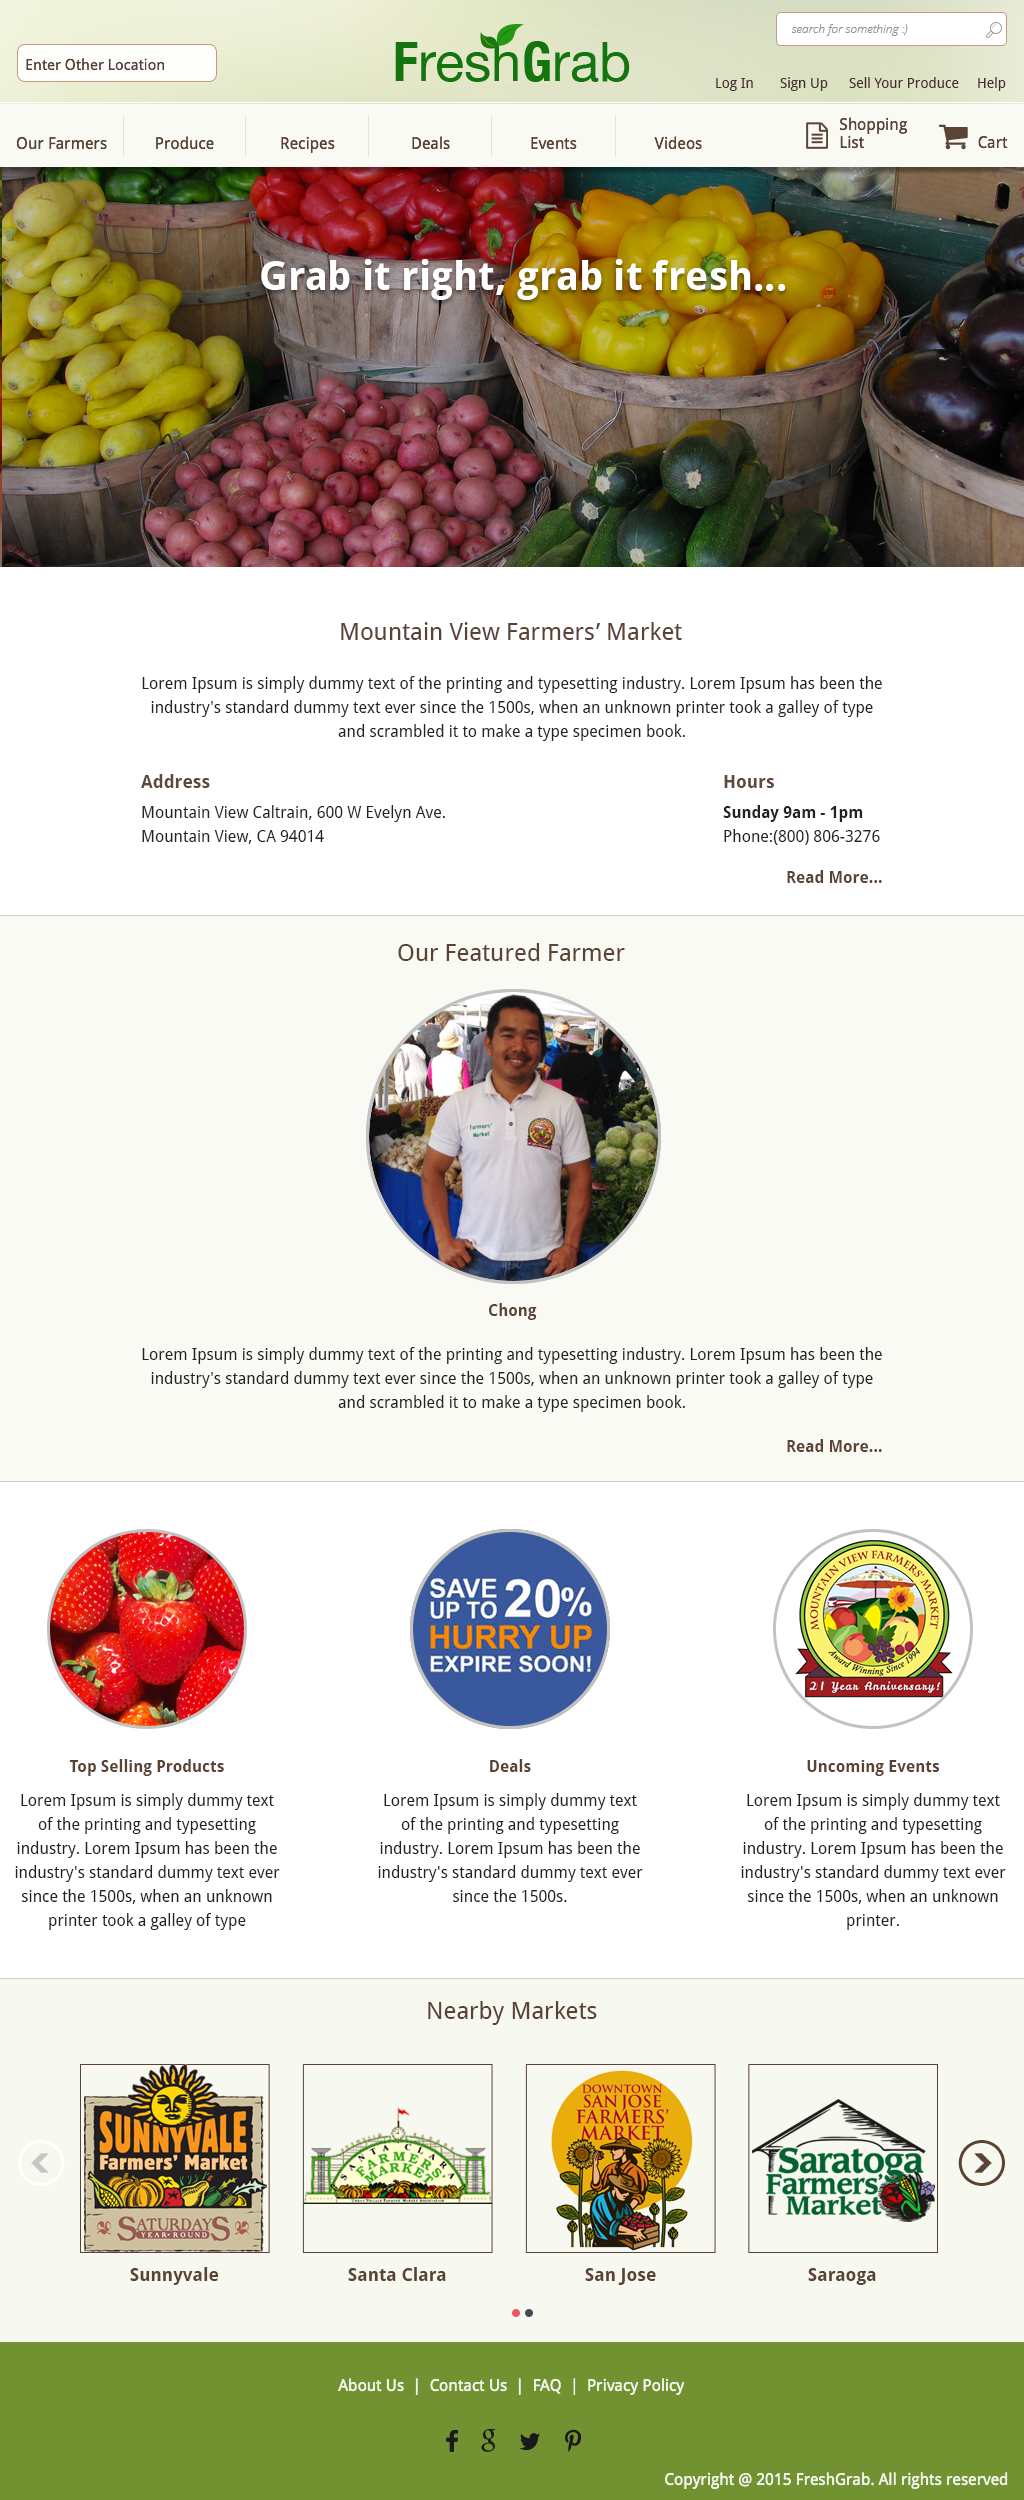 search for something :)
Enter Other Location
FreshGrab
Log In Sign Up Sell Your Produce Help
Our Farmers Produce Recipes Deals Events Videos Shopping List Cart
Grab it right, grab it fresh...
Mountain View Farmers’ Market
Lorem Ipsum is simply dummy text of the printing and typesetting industry. Lorem Ipsum has been the
industry's standard dummy text ever since the 1500s, when an unknown printer took a galley of type
and scrambled it to make a type specimen book.
Address
Mountain View Caltrain, 600 W Evelyn Ave.
Mountain View, CA 94014
Hours
Sunday 9am - 1pm
Phone:(800) 806-3276
Read More...
Our Featured Farmer
Farmers'
Market
Chong
Lorem Ipsum is simply dummy text of the printing and typesetting industry. Lorem Ipsum has been the
industry's standard dummy text ever since the 1500s, when an unknown printer took a galley of type
and scrambled it to make a type specimen book.
Read More...
SAVE
UP TO 20%
HURRY UP
EXPIRE SOON!
MOUNTAIN VIEW FARMERS' MARKET
Award Winning Since 1994
21 Year Anniversary!
Top Selling Products
Lorem Ipsum is simply dummy text
of the printing and typesetting
industry. Lorem Ipsum has been the
industry's standard dummy text ever
since the 1500s, when an unknown
printer took a galley of type
Deals
Lorem Ipsum is simply dummy text
of the printing and typesetting
industry. Lorem Ipsum has been the
industry's standard dummy text ever
since the 1500s.
Uncoming Events
Lorem Ipsum is simply dummy text
of the printing and typesetting
industry. Lorem Ipsum has been the
industry's standard dummy text ever
since the 1500s, when an unknown
printer.
Nearby Markets
SUNNYVALE
Farmers' Market
SATURDAYS
YEAR·ROUND
Sunnyvale
SANTA CLARA
FARMERS'
MARKET
Santa Clara
DOWNTOWN
SAN JOSE
FARMERS'
MARKET
San Jose
Saratoga
Farmers'
Market
Saraoga
About Us | Contact Us | FAQ | Privacy Policy
Copyright @ 2015 FreshGrab. All rights reserved